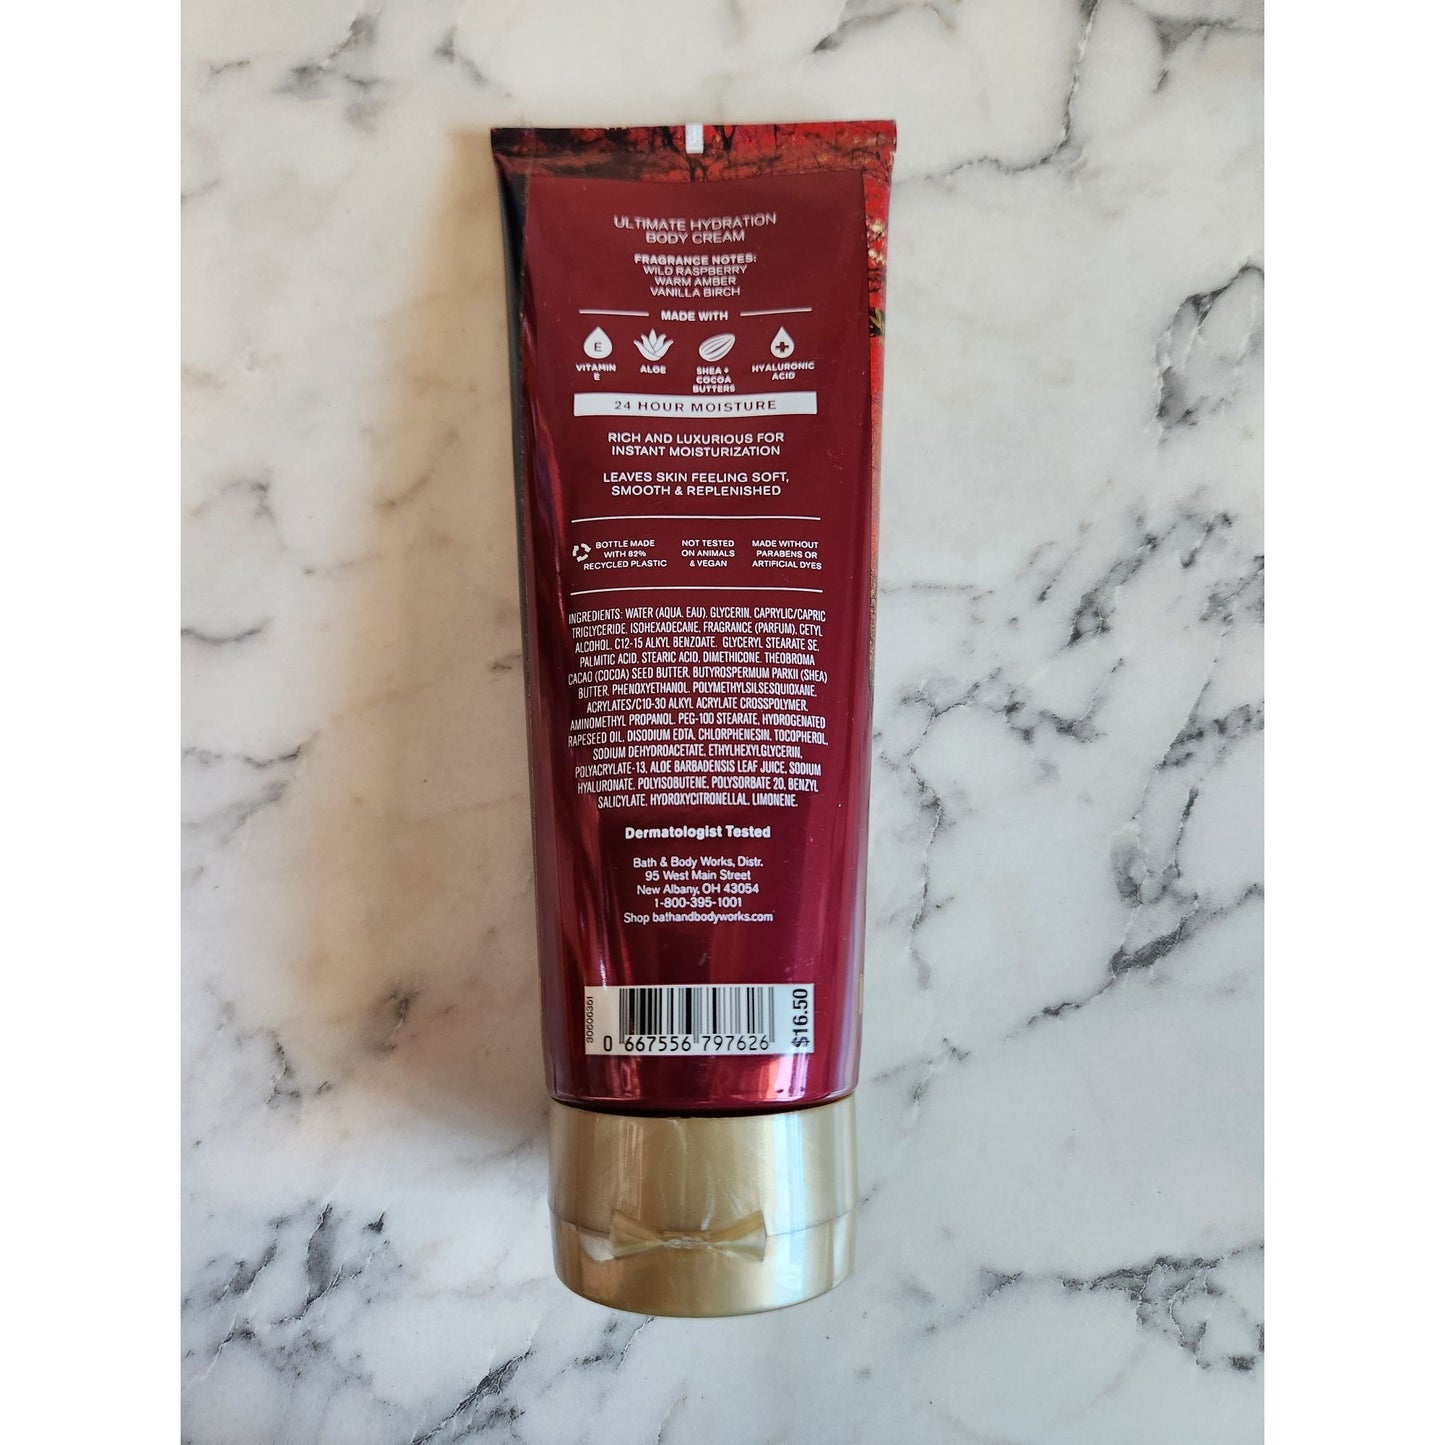 ULTIMATE HYDRATION
BODY CREAM
FRAGRANCE NOTES:
WILD RASPBERRY
WARM AMBER
VANILLA BIRCH
MADE WITH
E
VITAMIN
E
ALOE
SHEA +
COCOA
BUTTERS
HYALURONIC
ACID
24 HOUR MOISTURE
RICH AND LUXURIOUS FOR
INSTANT MOISTURIZATION
LEAVES SKIN FEELING SOFT,
SMOOTH & REPLENISHED
BOTTLE MADE
WITH 82%
RECYCLED PLASTIC
NOT TESTED
ON ANIMALS
& VEGAN
MADE WITHOUT
PARABENS OR
ARTIFICIAL DYES
INGREDIENTS: WATER (AQUA, EAU), GLYCERIN, CAPRYLIC/CAPRIC
TRIGLYCERIDE, ISOHEXADECANE, FRAGRANCE (PARFUM), CETYL
ALCOHOL, C12-15 ALKYL BENZOATE, GLYCERYL STEARATE SE,
PALMITIC ACID, STEARIC ACID, DIMETHICONE, THEOBROMA
CACAO (COCOA) SEED BUTTER, BUTYROSPERMUM PARKII (SHEA)
BUTTER, PHENOXYETHANOL, POLYMETHYLSILSESQUIOXANE,
ACRYLATES/C10-30 ALKYL ACRYLATE CROSSPOLYMER,
AMINOMETHYL PROPANOL, PEG-100 STEARATE, HYDROGENATED
RAPESEED OIL, DISODIUM EDTA, CHLORPHENESIN, TOCOPHEROL,
SODIUM DEHYDROACETATE, ETHYLHEXYLGLYCERIN,
POLYACRYLATE-13, ALOE BARBADENSIS LEAF JUICE, SODIUM
HYALURONATE, POLYISOBUTENE, POLYSORBATE 20, BENZYL
SALICYLATE, HYDROXYCITRONELLAL, LIMONENE.
Dermatologist Tested
Bath & Body Works, Distr.
95 West Main Street
New Albany, OH 43054
1-800-395-1001
Shop bathandbodyworks.com
30606361
0 667556 797626
$16.50